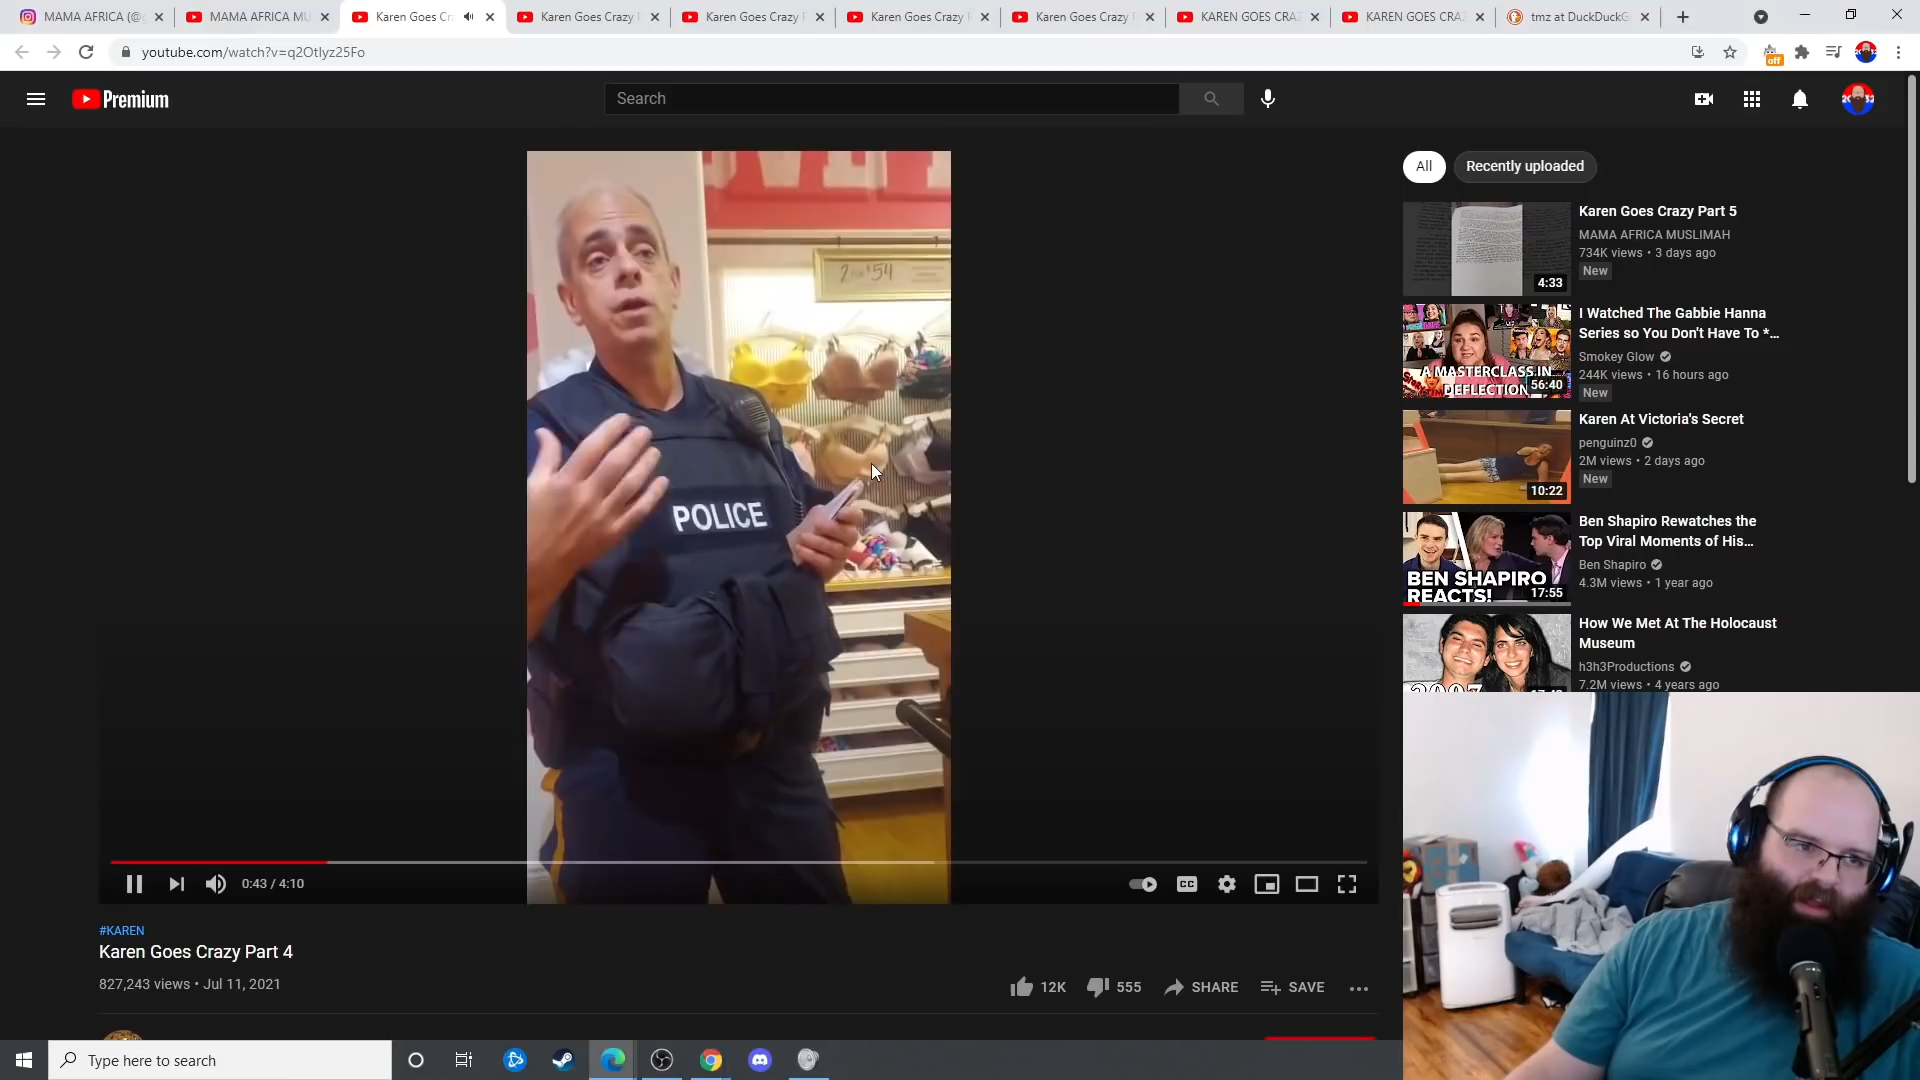 MAMA AFRICA (@
MAMA AFRICA MU
Karen Goes Cr
Karen Goes Crazy
Karen Goes Crazy
Karen Goes Crazy
Karen Goes Crazy
KAREN GOES CRA
KAREN GOES CRA
tmz at DuckDuckG
youtube.com/watch?v=q2Otlyz25Fo
off
Premium
Search
2 for $54
POLICE
0:43 / 4:10
CC
#KAREN
Karen Goes Crazy Part 4
827,243 views • Jul 11, 2021
12K
555
SHARE
SAVE
All
Recently uploaded
4:33
Karen Goes Crazy Part 5
MAMA AFRICA MUSLIMAH
734K views • 3 days ago
New
A MASTERCLASS IN
DEFLECTION
56:40
I Watched The Gabbie Hanna
Series so You Don't Have To *...
Smokey Glow
244K views • 16 hours ago
New
10:22
Karen At Victoria's Secret
penguinz0
2M views • 2 days ago
New
BEN SHAPIRO
REACTS!
17:55
Ben Shapiro Rewatches the
Top Viral Moments of His...
Ben Shapiro
4.3M views • 1 year ago
2007
How We Met At The Holocaust
Museum
h3h3Productions
7.2M views • 4 years ago
Type here to search